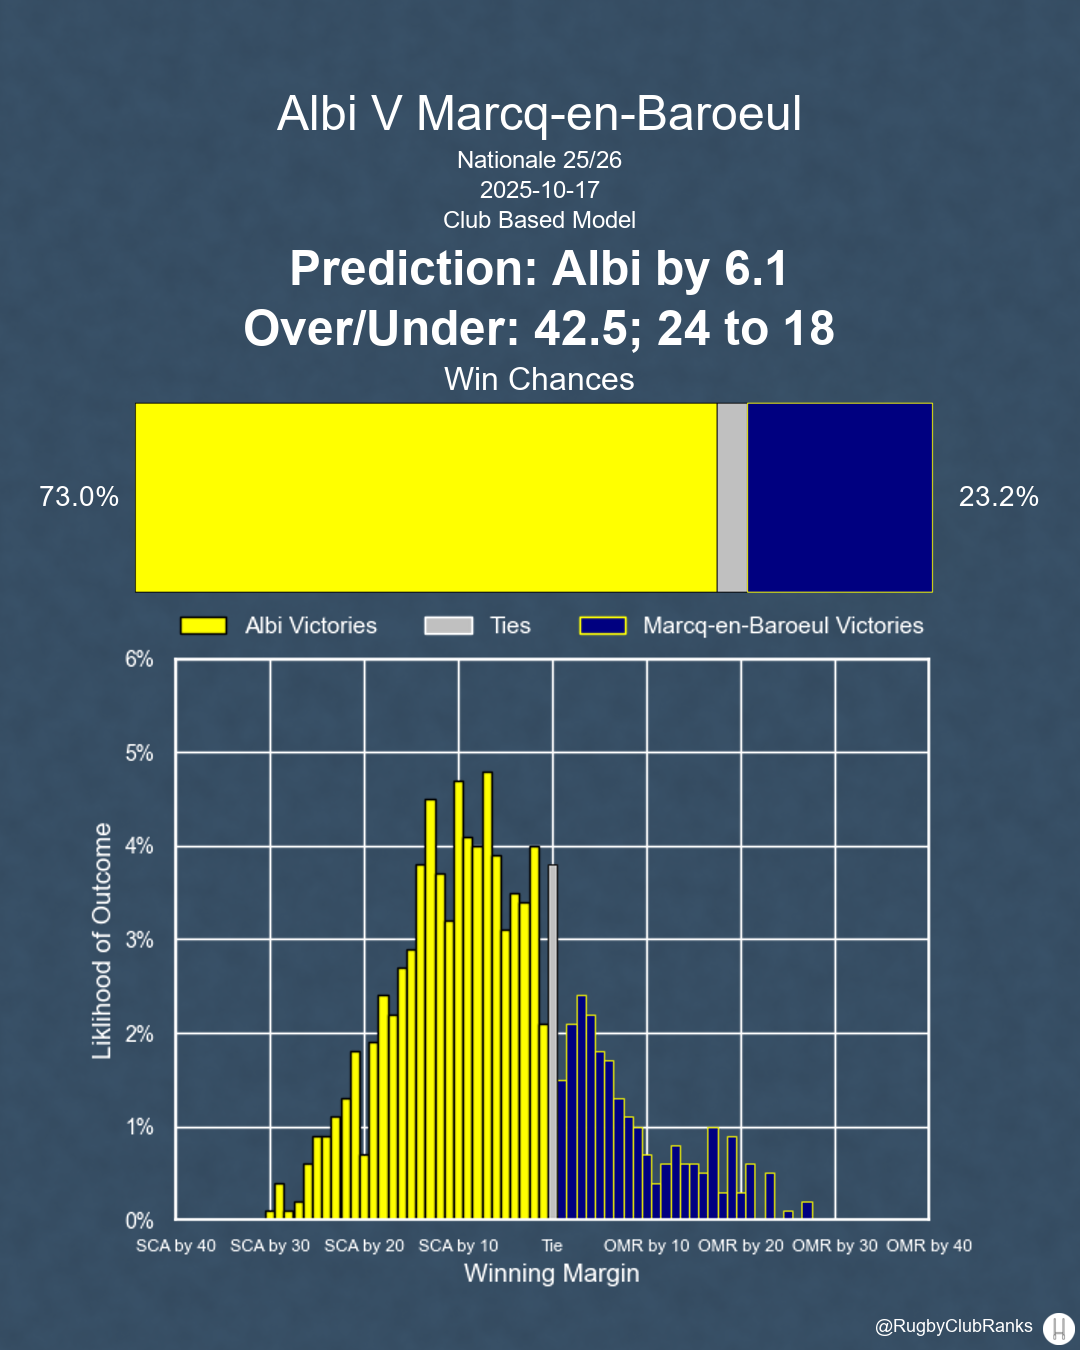 Albi V Marcq-en-Baroeul
Nationale 25/26
2025-10-17
Club Based Model
Prediction: Albi by 6.1
Over/Under: 42.5; 24 to 18
Win Chances
73.0%
23.2%
Albi Victories Ties Marcq-en-Baroeul Victories
6%
5%
4%
3%
2%
1%
0%
Liklihood of Outcome
SCA by 40 SCA by 30 SCA by 20 SCA by 10 Tie OMR by 10 OMR by 20 OMR by 30 OMR by 40
Winning Margin
@RugbyClubRanks